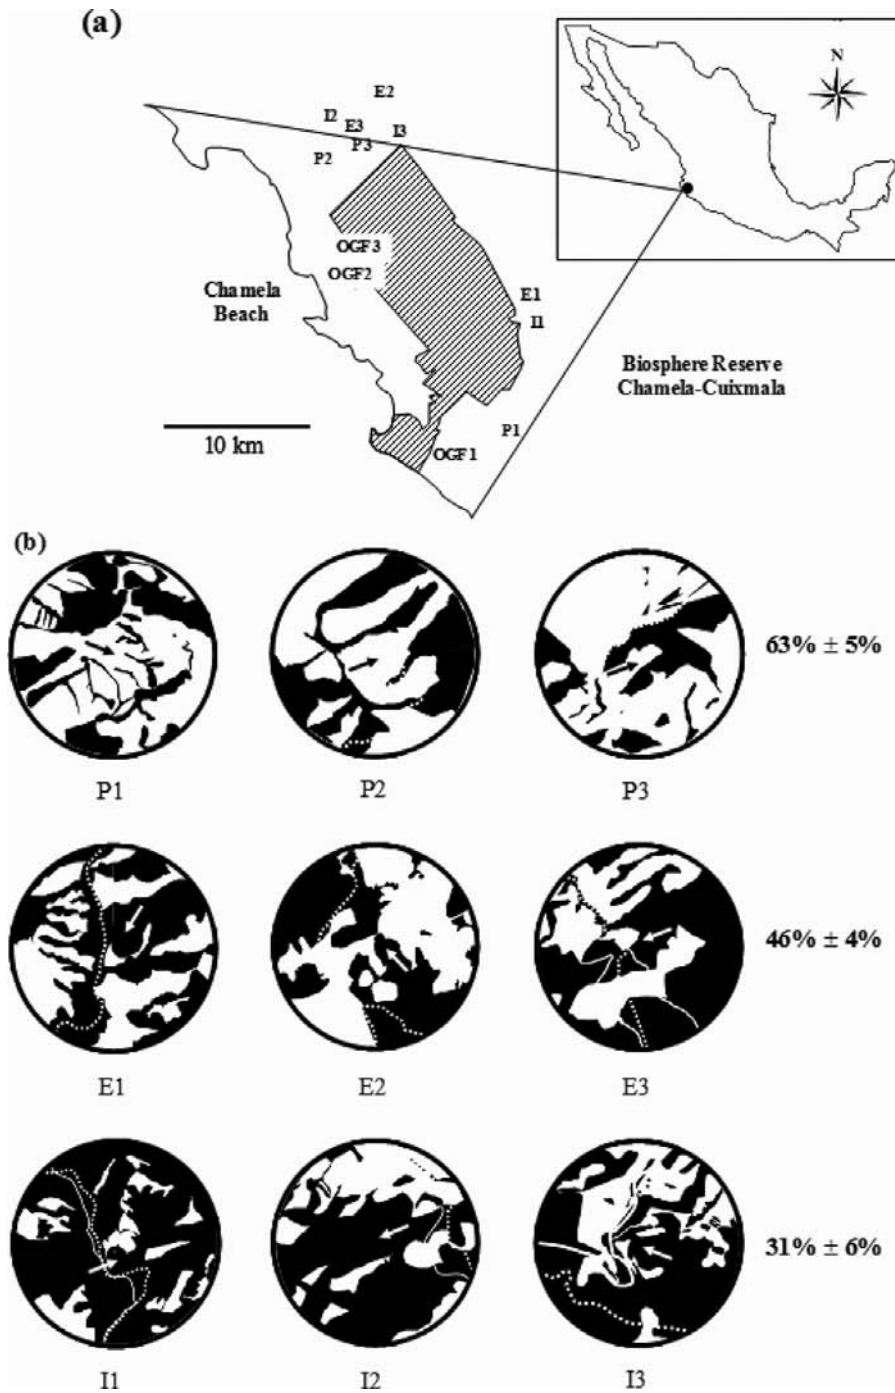 (a)
N
E2
I2
E3
I3
P3
P2
OGF3
OGF2
Chamela
Beach
E1
I1
Biosphere Reserve
Chamela-Cuixmala
10 km
P1
OGF1
(b)
63% ± 5%
P1 P2 P3
46% ± 4%
E1 E2 E3
31% ± 6%
I1 I2 I3